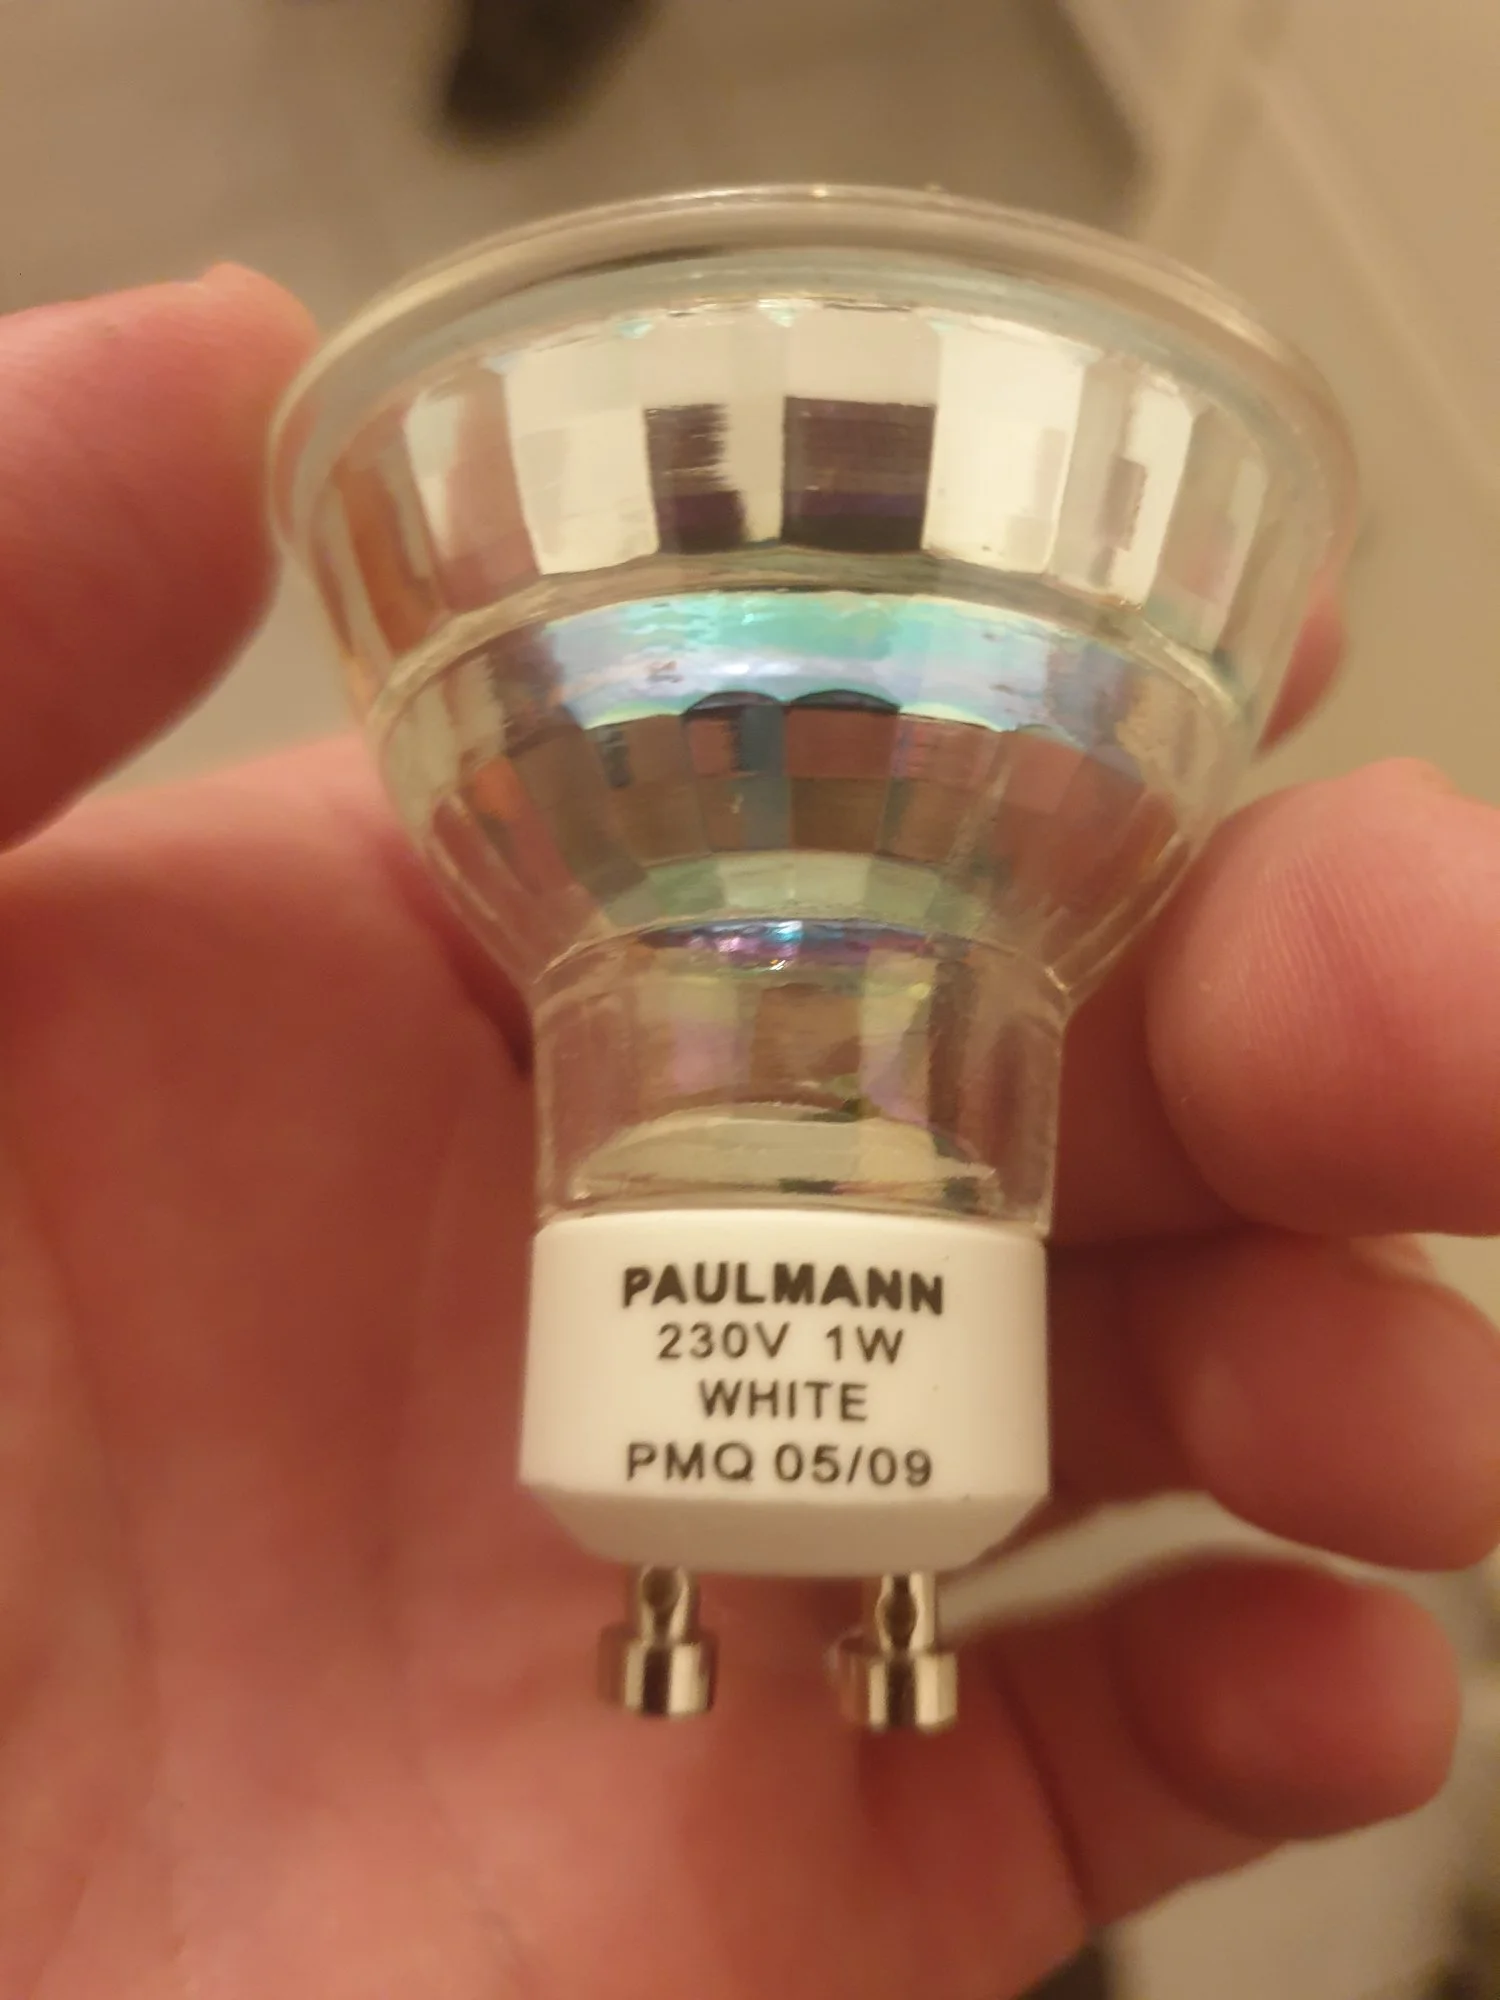 PAULMANN
230V 1W
WHITE
PMQ 05/09